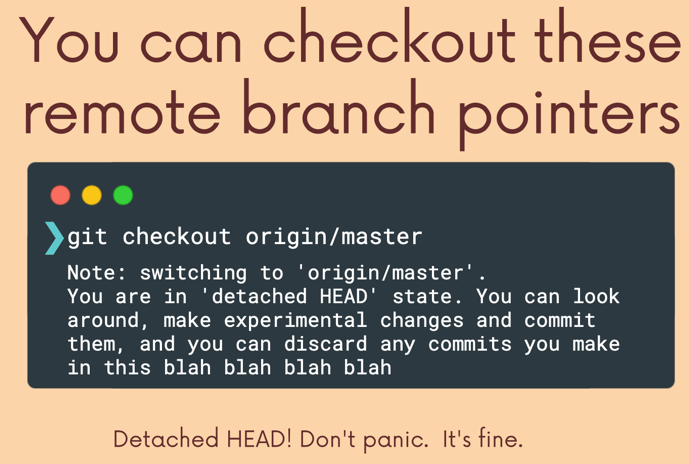 You can checkout these
remote branch pointers
❯git checkout origin/master
Note: switching to 'origin/master'.
You are in 'detached HEAD' state. You can look
around, make experimental changes and commit
them, and you can discard any commits you make
in this blah blah blah blah
Detached HEAD! Don't panic. It's fine.